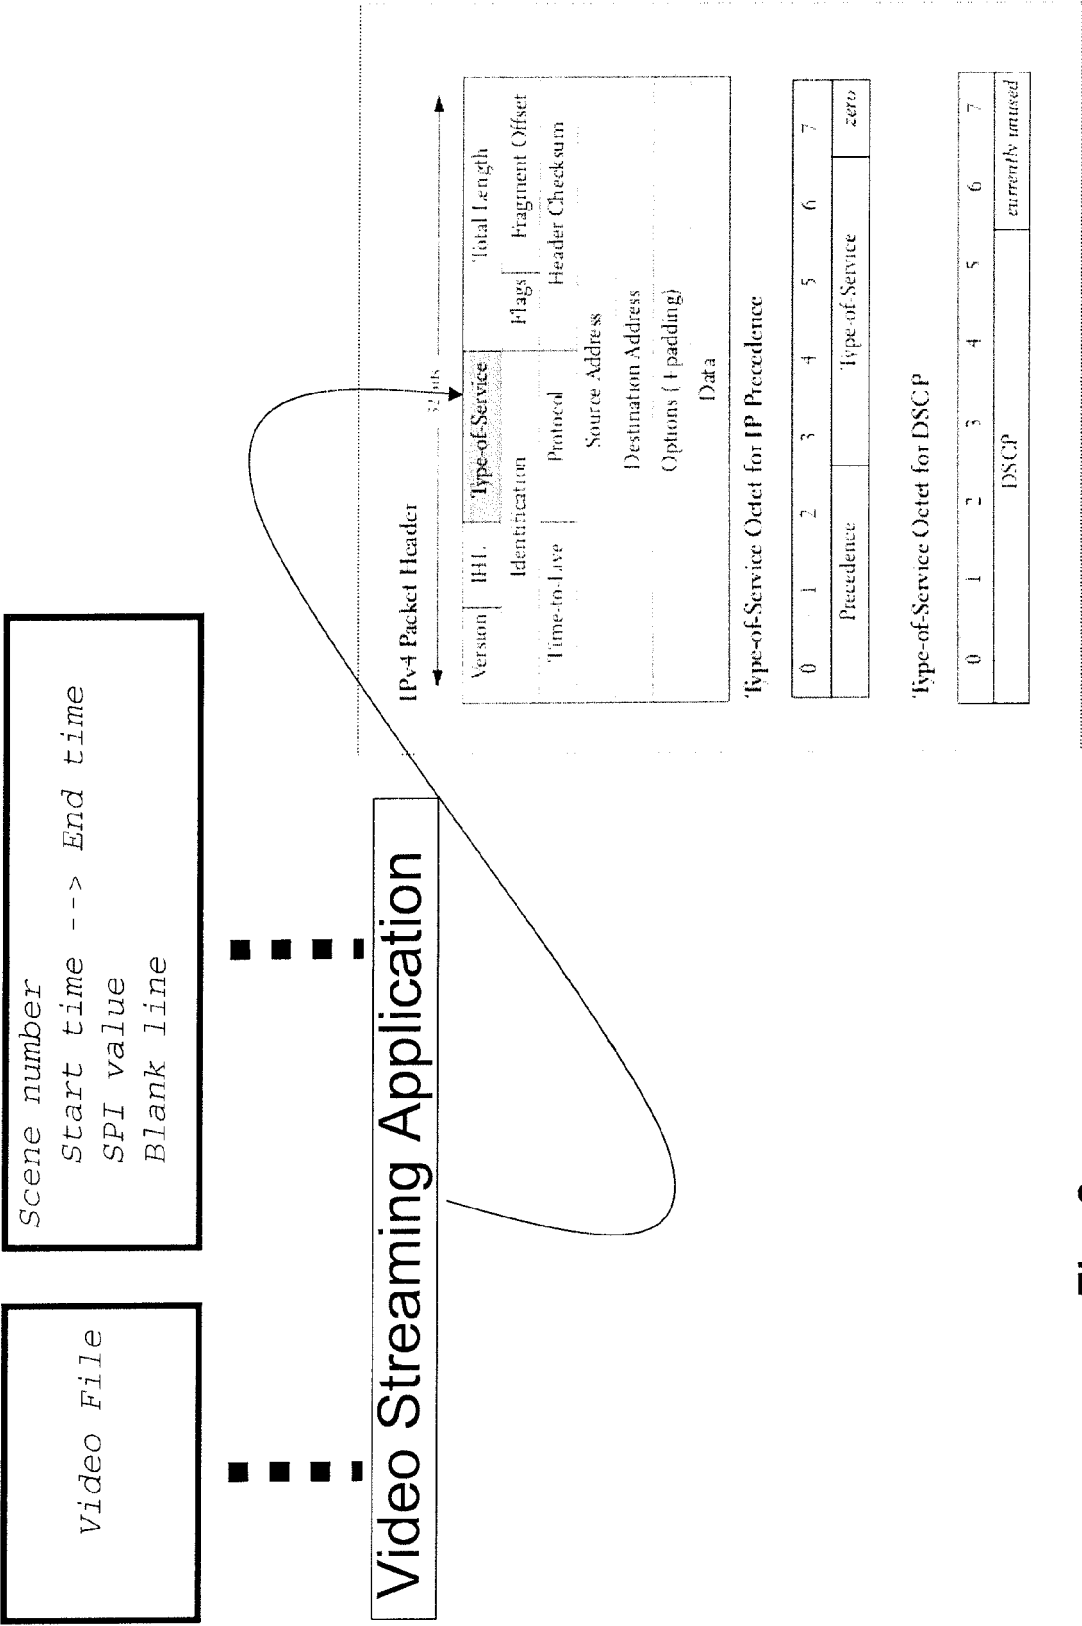 Video File
Scene number
Start time --> End time
SPI value
Blank line
Video Streaming Application
IPv4 Packet Header
Version IHL Type-of-Service Total Length
Identification Flags Fragment Offset
Time-to-Live Protocol Header Checksum
Source Address
Destination Address
Options (+padding)
Data
Type-of-Service Octet for IP Precedence
0 1 2 3 4 5 6 7
Precedence Type-of-Service zero
Type-of-Service Octet for DSCP
0 1 2 3 4 5 6 7
DSCP currently unused